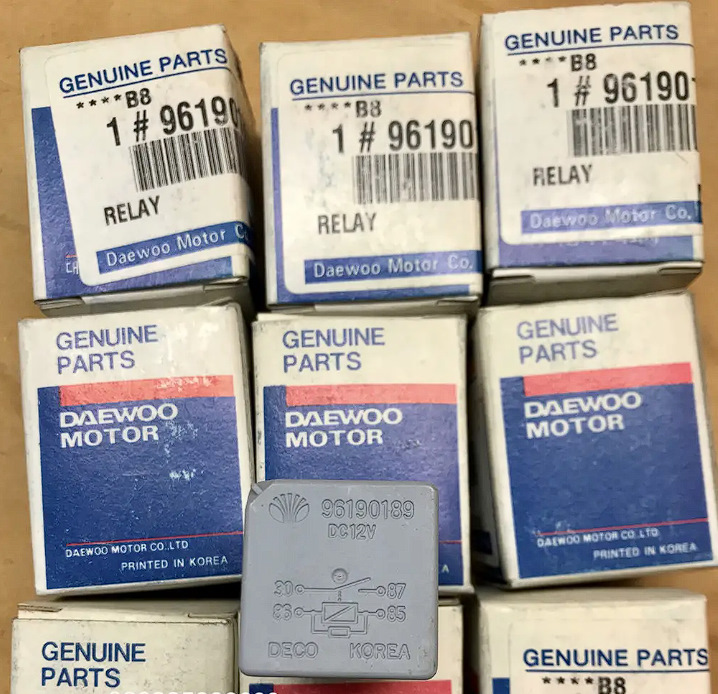 GENUINE PARTS
****B8
1 # 96190
RELAY
Daewoo Motor C
GENUINE PARTS
****B8
1 # 96190
RELAY
Daewoo Motor Co.
GENUINE PARTS
****B8
1 # 96190
RELAY
Daewoo Motor Co.
GENUINE
PARTS
DAEWOO
MOTOR
DAEWOO MOTOR CO.,LTD
PRINTED IN KOREA
GENUINE
PARTS
DAEWOO
MOTOR
GENUINE
PARTS
DAEWOO
MOTOR
DAEWOO MOTOR CO.,LTD
PRINTED IN KOREA
96190189
DC12V
30 87
86 85
DECO KOREA
GENUINE
PARTS
GENUINE PARTS
****B8